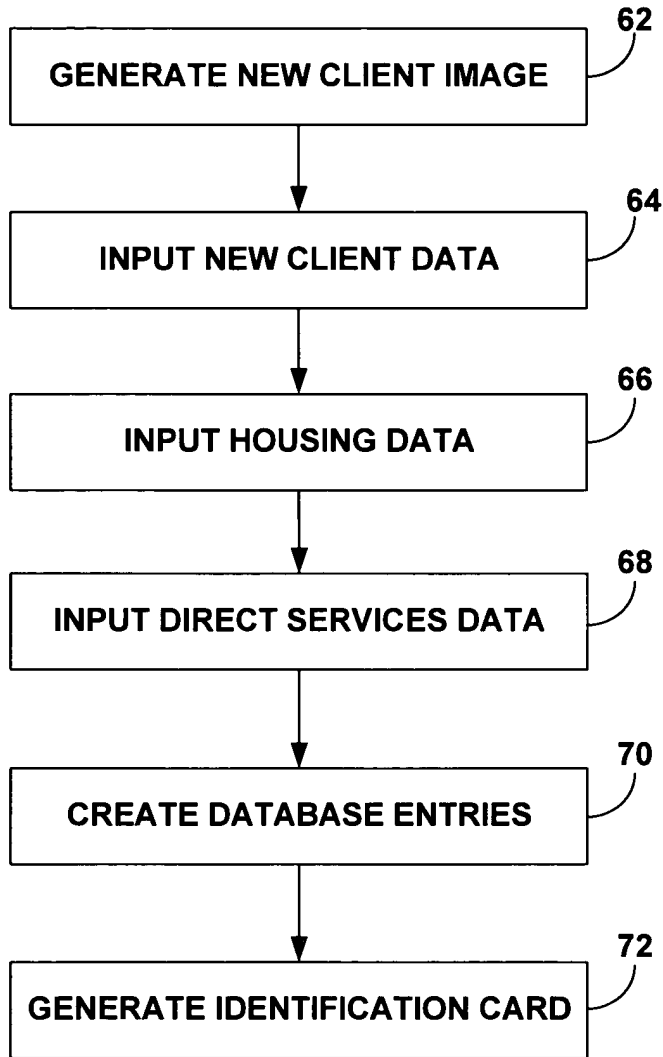 62
GENERATE NEW CLIENT IMAGE
64
INPUT NEW CLIENT DATA
66
INPUT HOUSING DATA
68
INPUT DIRECT SERVICES DATA
70
CREATE DATABASE ENTRIES
72
GENERATE IDENTIFICATION CARD